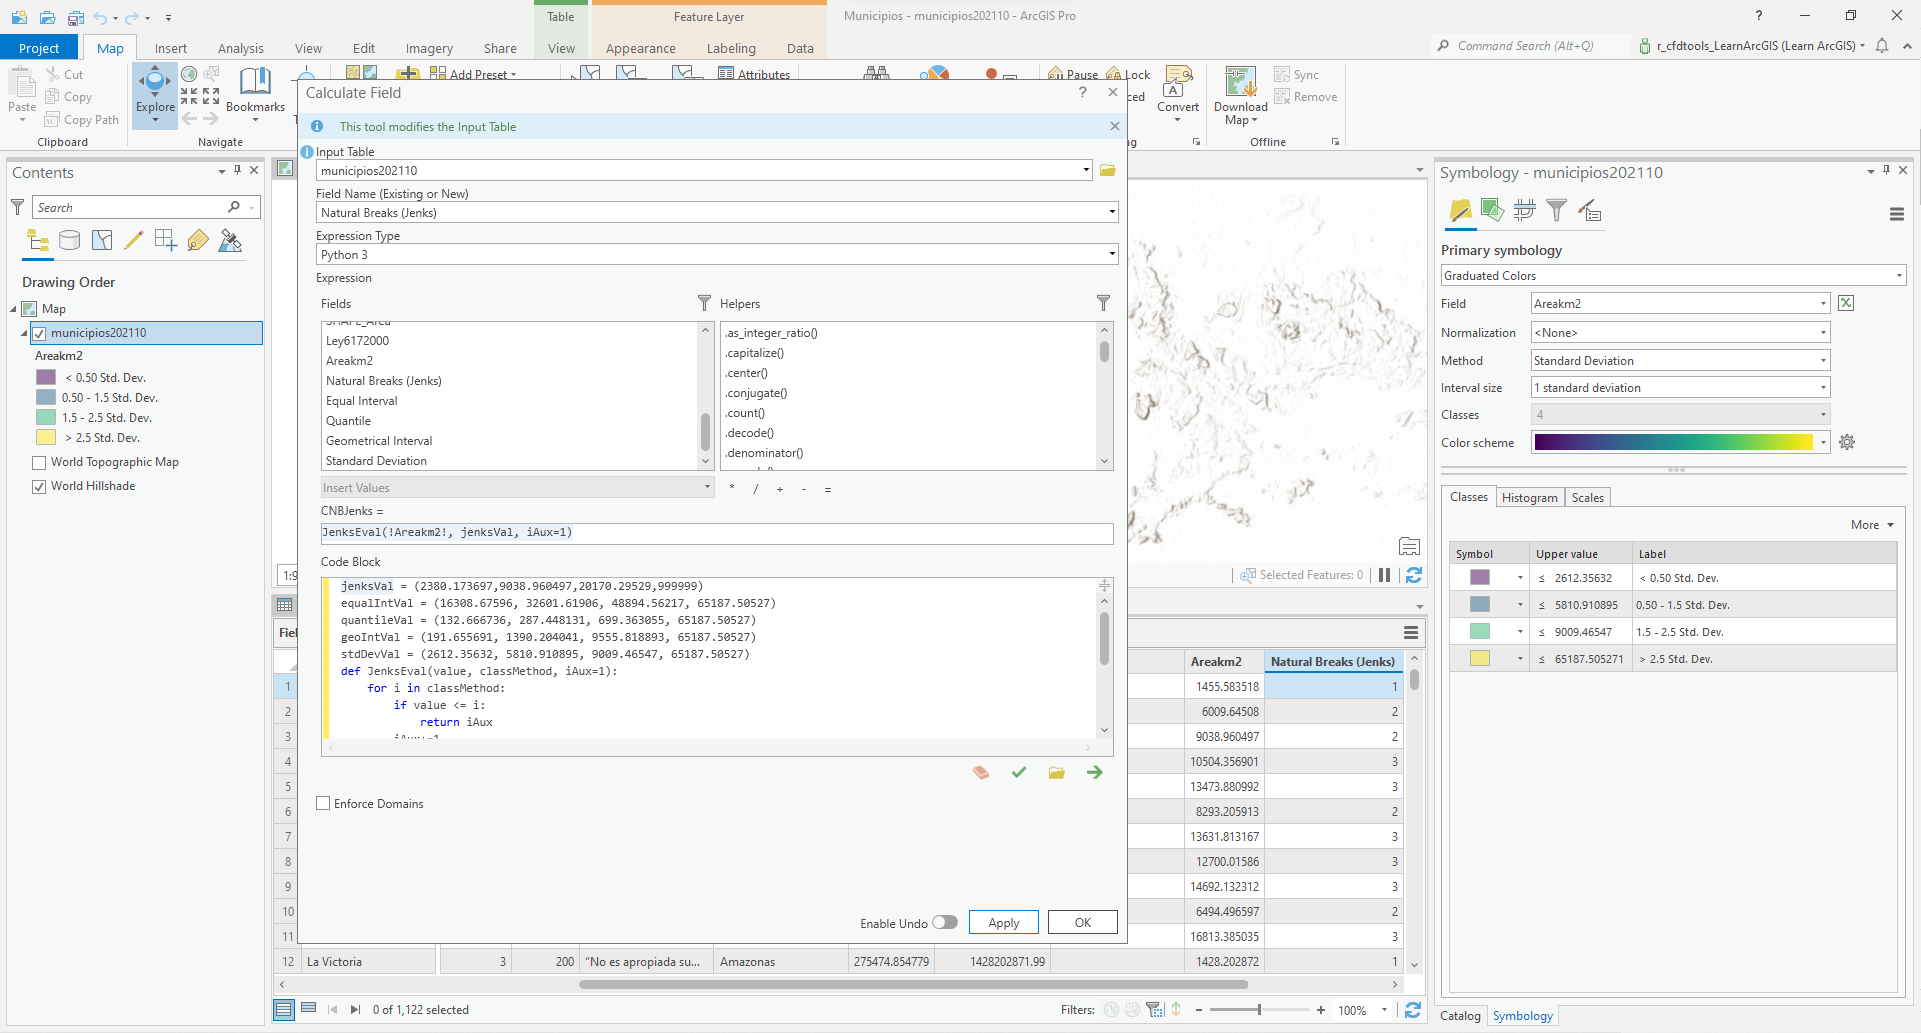 Table
Feature Layer
Municipios - municipios202110 - ArcGIS Pro
?
Project
Map
Insert
Analysis
View
Edit
Imagery
Share
View
Appearance
Labeling
Data
Command Search (Alt+Q)
r_cfdtools_LearnArcGIS (Learn ArcGIS)
Paste
Cut
Copy
Copy Path
Clipboard
Explore
Bookmarks
Navigate
Add Preset
Attributes
Pause
Lock
Convert
Download
Map
Sync
Remove
Offline
Contents
Search
Drawing Order
Map
municipios202110
Areakm2
< 0.50 Std. Dev.
0.50 - 1.5 Std. Dev.
1.5 - 2.5 Std. Dev.
> 2.5 Std. Dev.
World Topographic Map
World Hillshade
Calculate Field
?
This tool modifies the Input Table
Input Table
municipios202110
Field Name (Existing or New)
Natural Breaks (Jenks)
Expression Type
Python 3
Expression
Fields
Helpers
SHAPE_Area
Ley6172000
Areakm2
Natural Breaks (Jenks)
Equal Interval
Quantile
Geometrical Interval
Standard Deviation
.as_integer_ratio()
.capitalize()
.center()
.conjugate()
.count()
.decode()
.denominator()
Insert Values
* / + - =
CNBJenks =
JenksEval(!Areakm2!, jenksVal, iAux=1)
Code Block
jenksVal = (2380.173697,9038.960497,20170.29529,999999)
equalIntVal = (16308.67596, 32601.61906, 48894.56217, 65187.50527)
quantileVal = (132.666736, 287.448131, 699.363055, 65187.50527)
geoIntVal = (191.655691, 1390.204041, 9555.818893, 65187.50527)
stdDevVal = (2612.35632, 5810.910895, 9009.46547, 65187.50527)
def JenksEval(value, classMethod, iAux=1):
for i in classMethod:
if value <= i:
return iAux
iAux+=1
Enforce Domains
Enable Undo
Apply
OK
Selected Features: 0
Areakm2 Natural Breaks (Jenks)
1 1455.583518 1
2 6009.64508 2
3 9038.960497 2
4 10504.356901 3
5 13473.880992 3
6 8293.205913 2
7 13631.813167 3
8 12700.01586 3
9 14692.132312 3
10 6494.496597 2
11 16813.385035 3
12 La Victoria 3 200 "No es apropiada su... Amazonas 275474.854779 1428202871.99 1428.202872 1
0 of 1,122 selected
Filters:
- + 100%
Symbology - municipios202110
Primary symbology
Graduated Colors
Field Areakm2
Normalization <None>
Method Standard Deviation
Interval size 1 standard deviation
Classes 4
Color scheme
Classes Histogram Scales
More
Symbol Upper value Label
≤ 2612.35632 < 0.50 Std. Dev.
≤ 5810.910895 0.50 - 1.5 Std. Dev.
≤ 9009.46547 1.5 - 2.5 Std. Dev.
≤ 65187.505271 > 2.5 Std. Dev.
Catalog Symbology